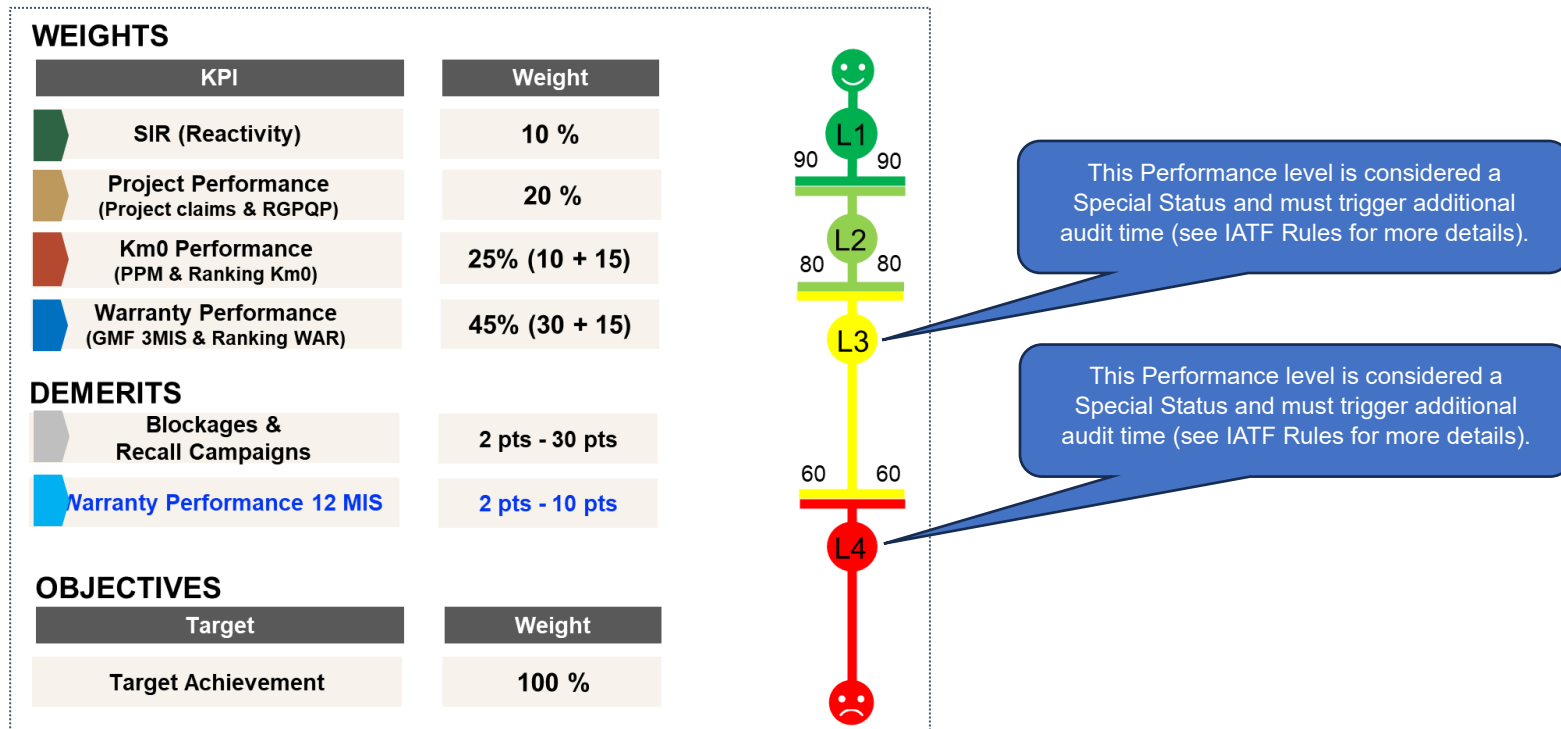 WEIGHTS
KPI
Weight
SIR (Reactivity)
10 %
Project Performance
(Project claims & RGPQP)
20 %
Km0 Performance
(PPM & Ranking Km0)
25% (10 + 15)
Warranty Performance
(GMF 3MIS & Ranking WAR)
45% (30 + 15)
DEMERITS
Blockages &
Recall Campaigns
2 pts - 30 pts
Warranty Performance 12 MIS
2 pts - 10 pts
OBJECTIVES
Target
Weight
Target Achievement
100 %
L1
90 90
L2
80 80
L3
60 60
L4
This Performance level is considered a
Special Status and must trigger additional
audit time (see IATF Rules for more details).
This Performance level is considered a
Special Status and must trigger additional
audit time (see IATF Rules for more details).